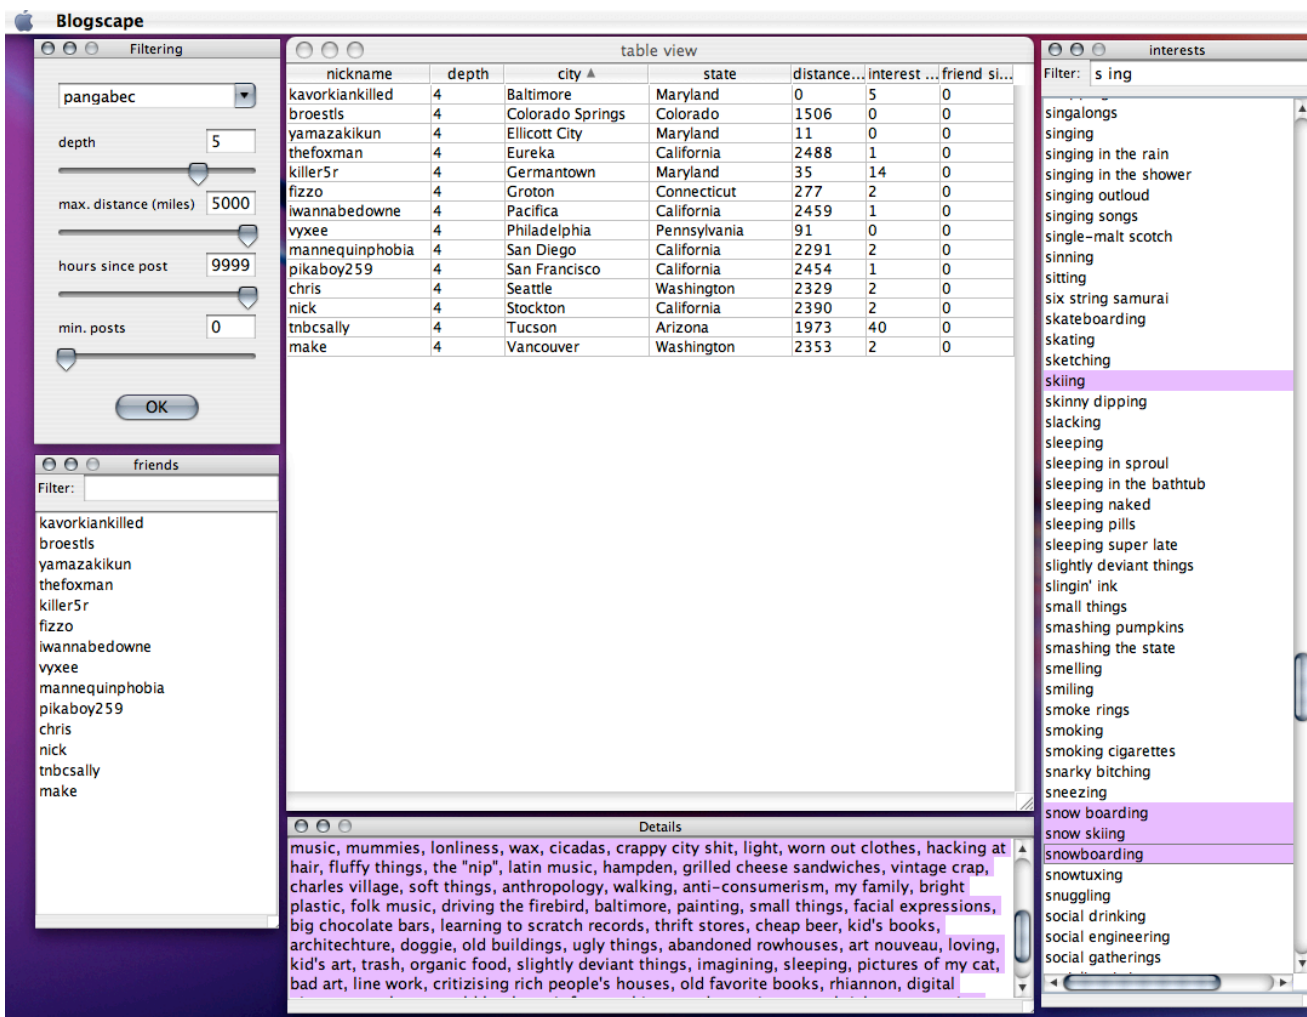 Blogscape
Filtering
pangabec
depth 5
max. distance (miles) 5000
hours since post 9999
min. posts 0
OK
friends
Filter:
kavorkiankilled
broestls
yamazakikun
thefoxman
killer5r
fizzo
iwannabedowne
vyxee
mannequinphobia
pikaboy259
chris
nick
tnbcsally
make
table view
nickname depth city state distance... interest ... friend si...
kavorkiankilled 4 Baltimore Maryland 0 5 0
broestls 4 Colorado Springs Colorado 1506 0 0
yamazakikun 4 Ellicott City Maryland 11 0 0
thefoxman 4 Eureka California 2488 1 0
killer5r 4 Germantown Maryland 35 14 0
fizzo 4 Groton Connecticut 277 2 0
iwannabedowne 4 Pacifica California 2459 1 0
vyxee 4 Philadelphia Pennsylvania 91 0 0
mannequinphobia 4 San Diego California 2291 2 0
pikaboy259 4 San Francisco California 2454 1 0
chris 4 Seattle Washington 2329 2 0
nick 4 Stockton California 2390 2 0
tnbcsally 4 Tucson Arizona 1973 40 0
make 4 Vancouver Washington 2353 2 0
Details
music, mummies, lonliness, wax, cicadas, crappy city shit, light, worn out clothes, hacking at
hair, fluffy things, the "nip", latin music, hampden, grilled cheese sandwiches, vintage crap,
charles village, soft things, anthropology, walking, anti-consumerism, my family, bright
plastic, folk music, driving the firebird, baltimore, painting, small things, facial expressions,
big chocolate bars, learning to scratch records, thrift stores, cheap beer, kid's books,
architechture, doggie, old buildings, ugly things, abandoned rowhouses, art nouveau, loving,
kid's art, trash, organic food, slightly deviant things, imagining, sleeping, pictures of my cat,
bad art, line work, critizising rich people's houses, old favorite books, rhiannon, digital
interests
Filter: s ing
singalongs
singing
singing in the rain
singing in the shower
singing outloud
singing songs
single-malt scotch
sinning
sitting
six string samurai
skateboarding
skating
sketching
skiing
skinny dipping
slacking
sleeping
sleeping in sproul
sleeping in the bathtub
sleeping naked
sleeping pills
sleeping super late
slightly deviant things
slingin' ink
small things
smashing pumpkins
smashing the state
smelling
smiling
smoke rings
smoking
smoking cigarettes
snarky bitching
sneezing
snow boarding
snow skiing
snowboarding
snowtuxing
snuggling
social drinking
social engineering
social gatherings